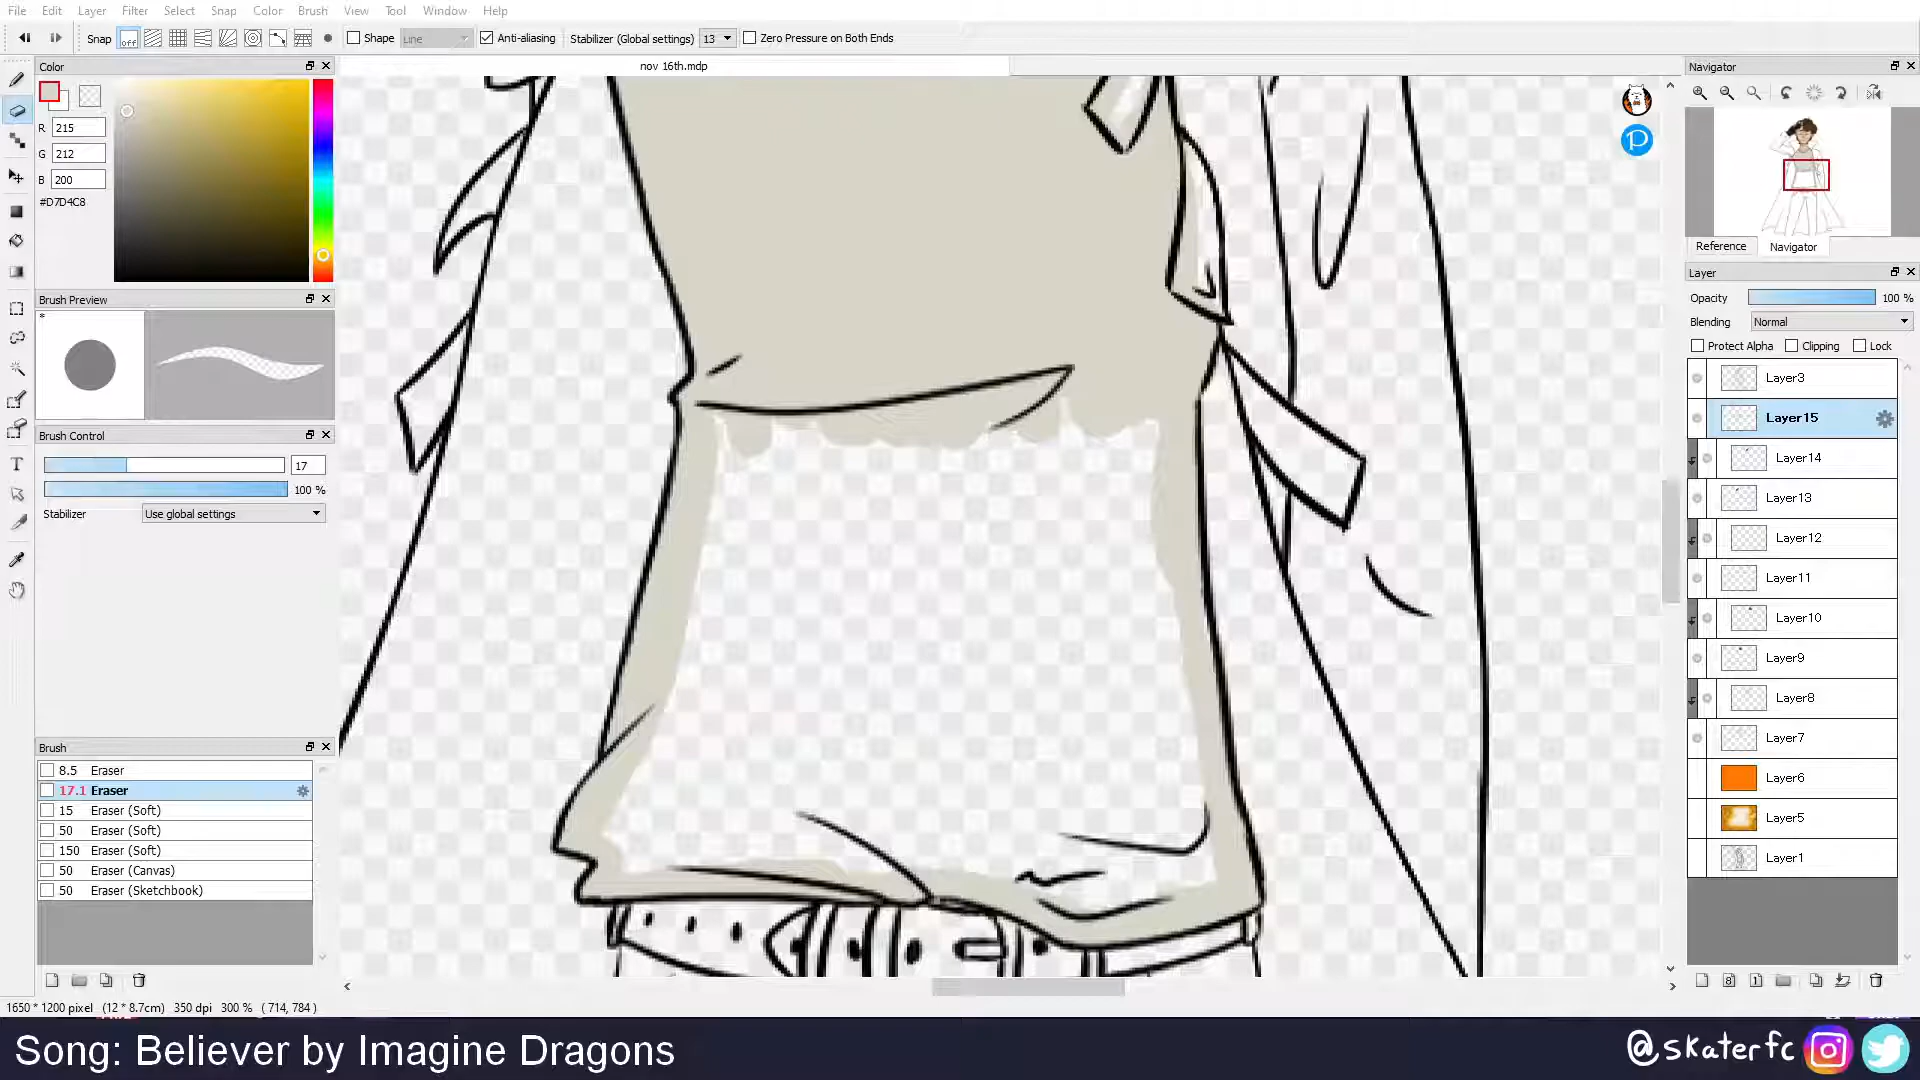 File Edit Layer Filter Select Snap Color Brush View Tool Window Help
Snap off Shape Line Anti-aliasing Stabilizer (Global settings) 13 Zero Pressure on Both Ends
Color
nov 16th.mdp
Navigator
R 215
G 212
B 200
#D7D4C8
Reference Navigator
Layer
Opacity 100 %
Blending Normal
Protect Alpha Clipping Lock
Brush Preview
*
Brush Control
17
100 %
Stabilizer Use global settings
Layer3
Layer15
Layer14
Layer13
Layer12
Layer11
Layer10
Layer9
Layer8
Layer7
Layer6
Layer5
Layer1
Brush
8.5 Eraser
17.1 Eraser
15 Eraser (Soft)
50 Eraser (Soft)
150 Eraser (Soft)
50 Eraser (Canvas)
50 Eraser (Sketchbook)
1650 * 1200 pixel (12 * 8.7cm) 350 dpi 300 % ( 714, 784 )
Song: Believer by Imagine Dragons
@skaterfc